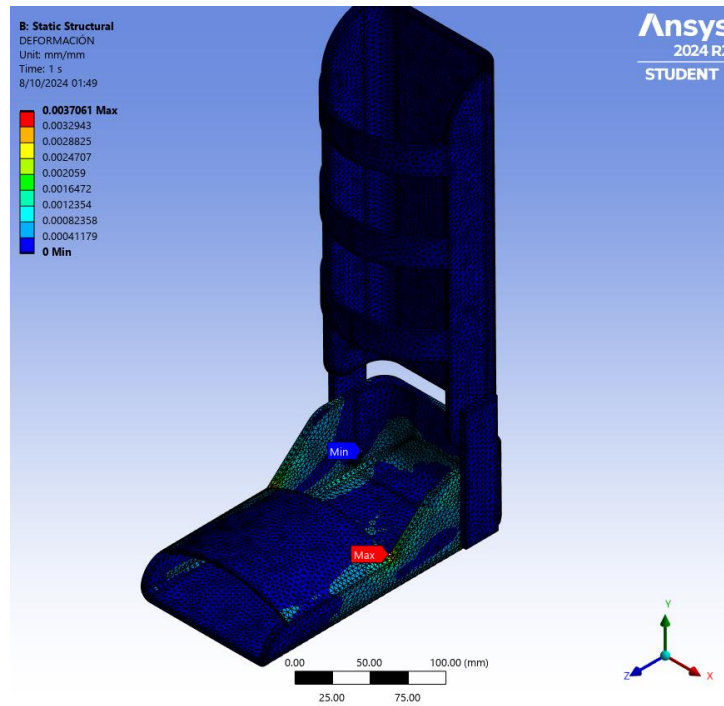 B: Static Structural
DEFORMACIÓN
Unit: mm/mm
Time: 1 s
8/10/2024 01:49
0.0037061 Max
0.0032943
0.0028825
0.0024707
0.002059
0.0016472
0.0012354
0.00082358
0.00041179
0 Min
Ansys
2024 R
STUDENT
Min
Max
0.00 50.00 100.00 (mm)
25.00 75.00
Y
Z X